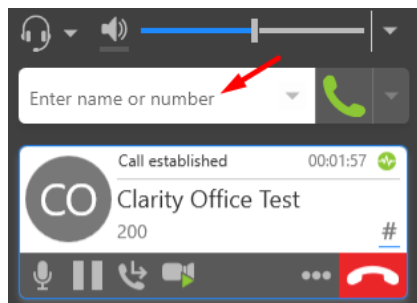 Enter name or number
Call established 00:01:57
CO
Clarity Office Test
200 #